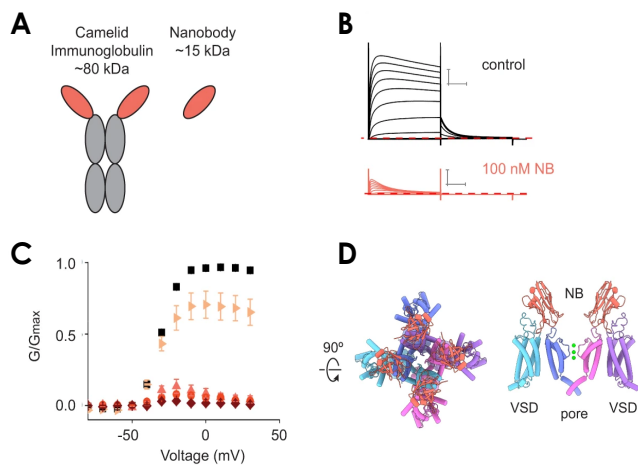 A
Camelid
Immunoglobulin
~80 kDa
Nanobody
~15 kDa
B
control
100 nM NB
C
1.0
0.5
0.0
G/Gmax
-50
0
50
Voltage (mV)
D
90º
NB
VSD
pore
VSD